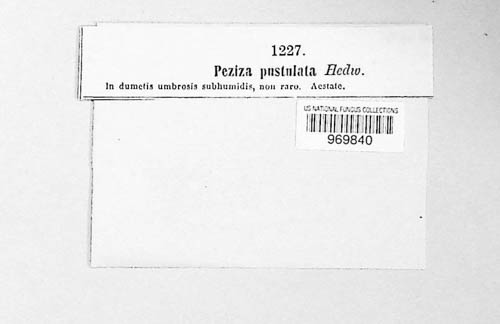 1227.
Peziza pustulata Hedw.
In dumetis umbrosis subhumidis, non raro. Aestate.
US NATIONAL FUNGUS COLLECTIONS
969840